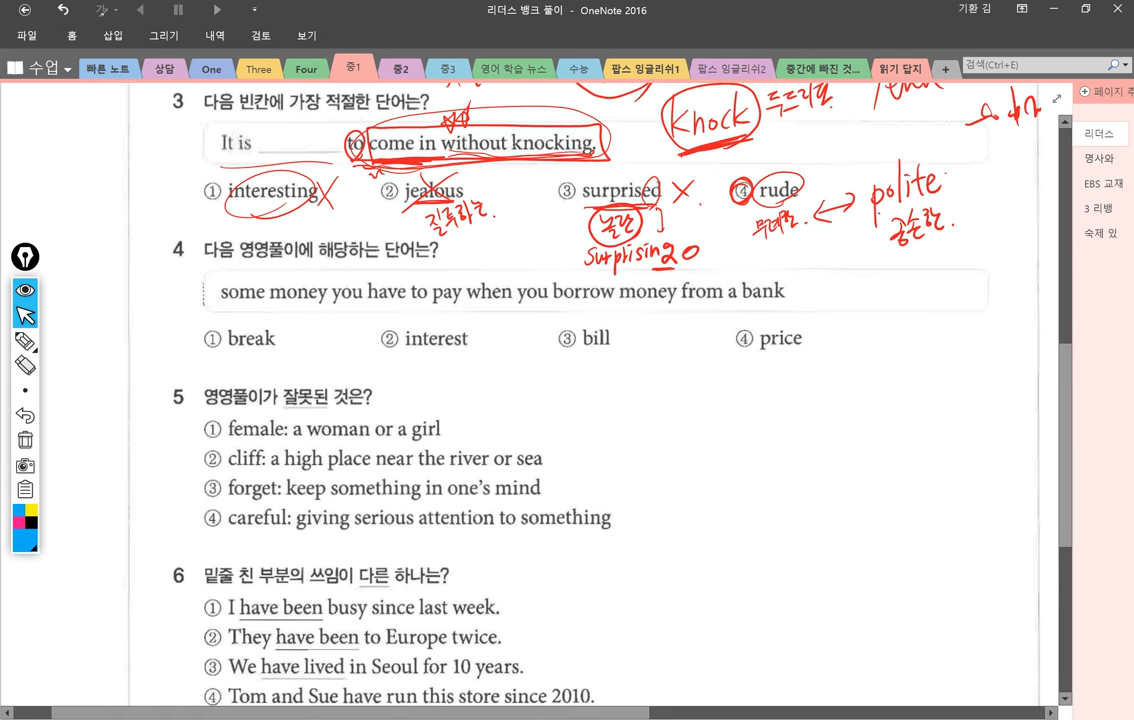 리더스 뱅크 풀이 - OneNote 2016
기환 김
파일 홈 삽입 그리기 내역 검토 보기
수업 빠른 노트 상담 One Three Four 중1 중2 중3 영어 학습 뉴스 수능 팝스 잉글리쉬1 팝스 잉글리쉬2 중간에 빠진 것... 읽기 답지 + 검색(Ctrl+E)
페이지 추
리더스
명사와
EBS 교재
3 리뱅
숙제 있
knock 두드리다
3 다음 빈칸에 가장 적절한 단어는?
It is ________ to come in without knocking.
① interesting X ② jealous ③ surprised X. ④ rude
polite
질투하는.
놀란
무례한.
공손한.
surprising O
4 다음 영영풀이에 해당하는 단어는?
some money you have to pay when you borrow money from a bank
① break ② interest ③ bill ④ price
5 영영풀이가 잘못된 것은?
① female: a woman or a girl
② cliff: a high place near the river or sea
③ forget: keep something in one's mind
④ careful: giving serious attention to something
6 밑줄 친 부분의 쓰임이 다른 하나는?
① I have been busy since last week.
② They have been to Europe twice.
③ We have lived in Seoul for 10 years.
④ Tom and Sue have run this store since 2010.